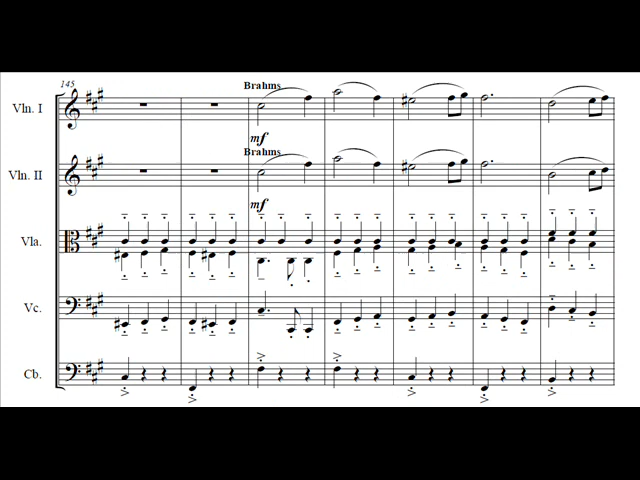 145
Brahms
Vln. I
mf
Brahms
Vln. II
mf
Vla.
Vc.
Cb.